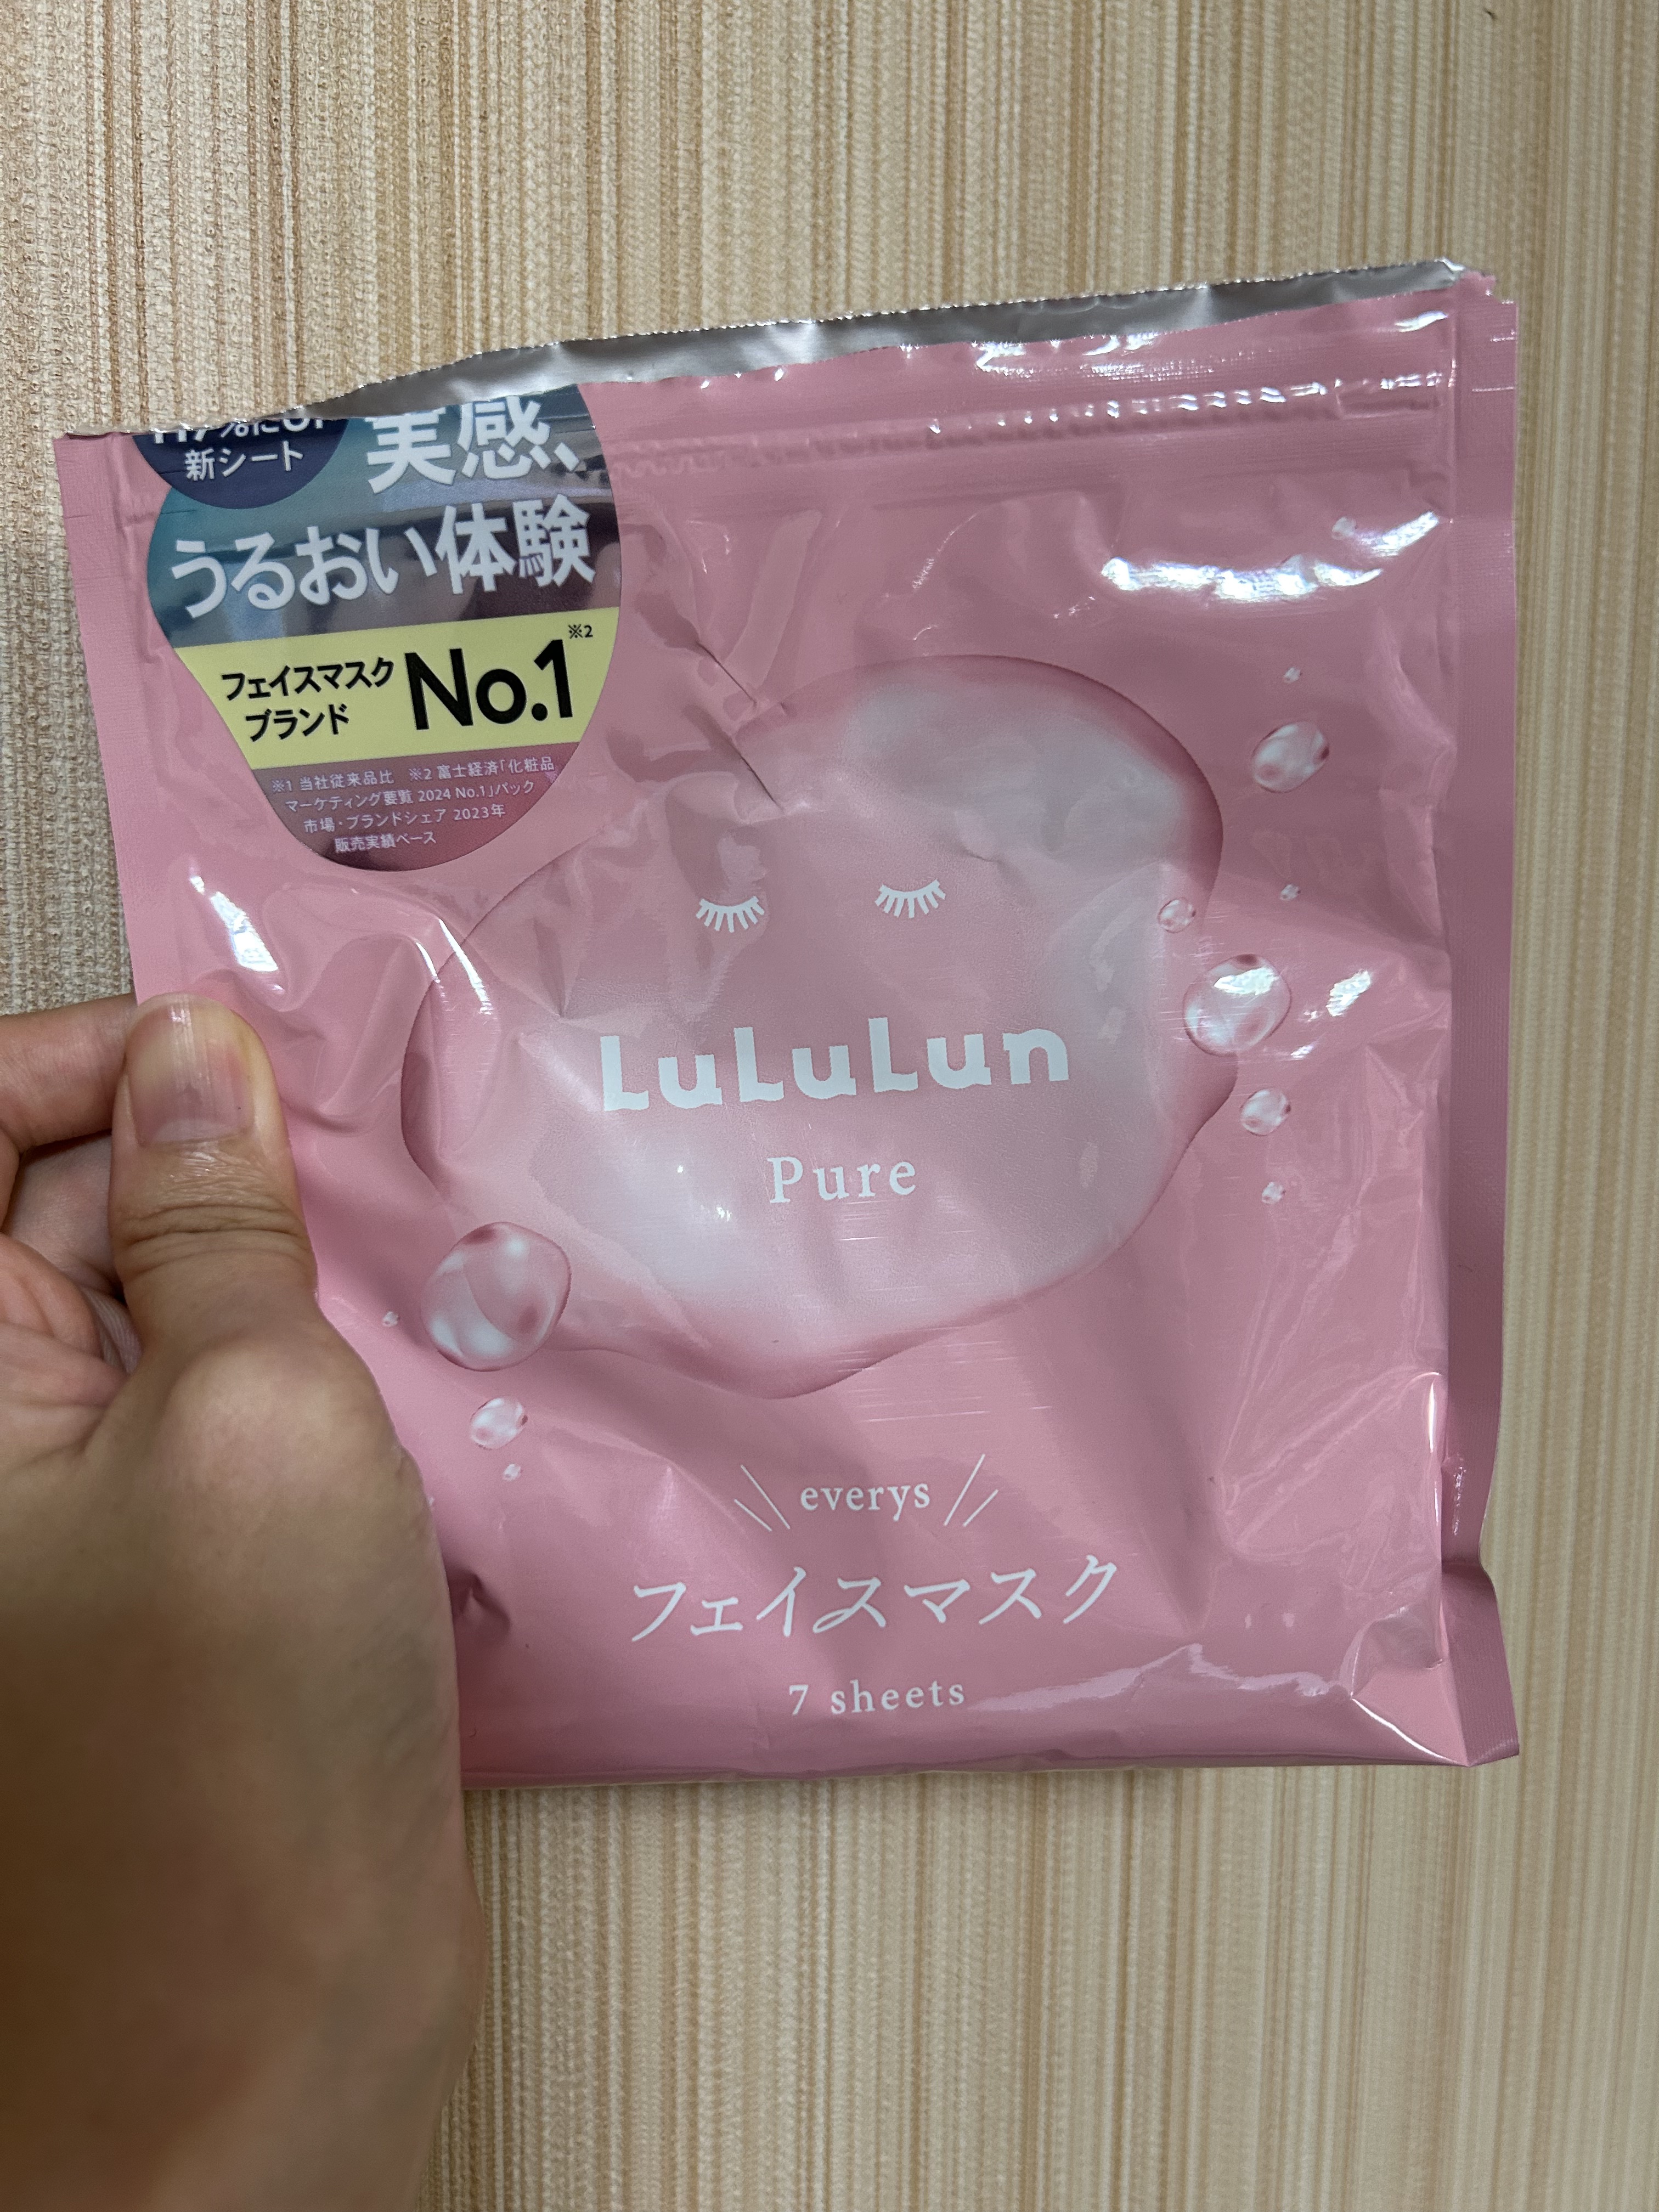 新シート
実感、
うるおい体験
フェイスマスク
ブランド
No.1
※2
※1 当社従来品比 ※2 富士経済「化粧品
マーケティング要覧 2024 No.1」パック
市場・ブランドシェア 2023年
販売実績ベース
LuLuLun
Pure
everys
フェイスマスク
7 sheets